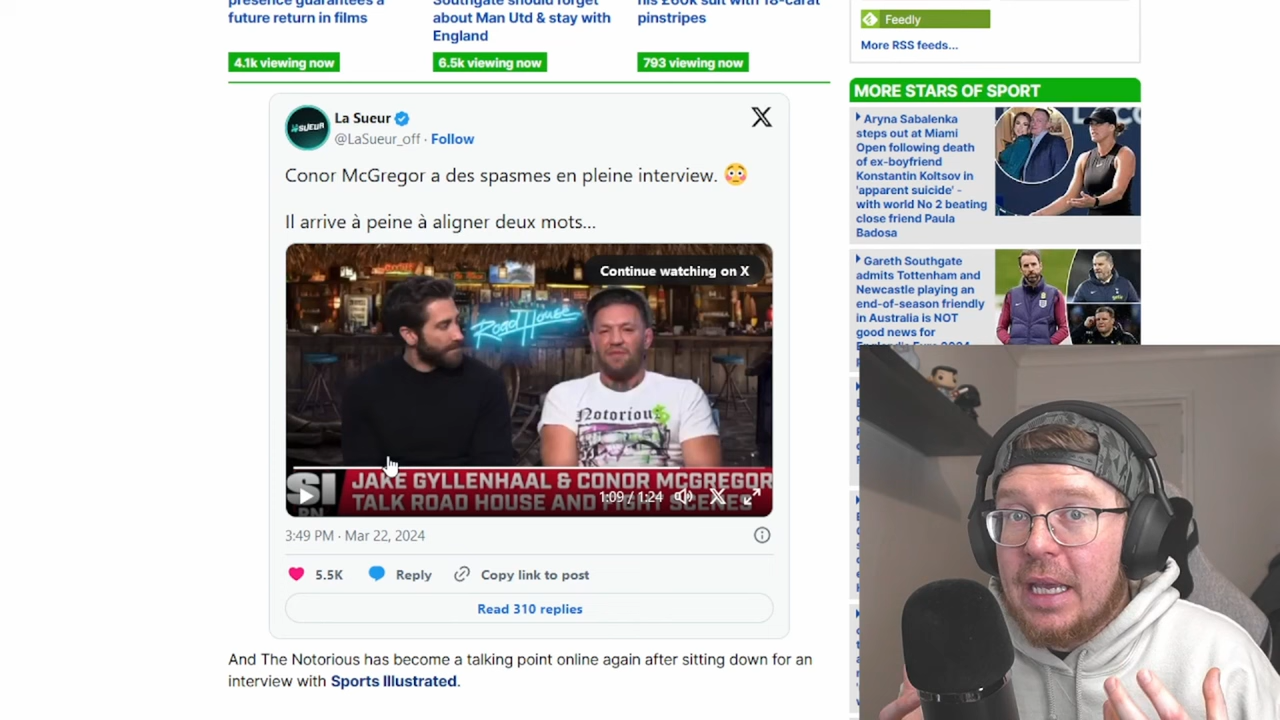 presence guarantees a
future return in films
4.1k viewing now
Southgate should forget
about Man Utd & stay with
England
6.5k viewing now
his £60k suit with 18-carat
pinstripes
793 viewing now
La Sueur
@LaSueur_off · Follow
Conor McGregor a des spasmes en pleine interview. 😳
Il arrive à peine à aligner deux mots...
Continue watching on X
Road House
Notorious
SI
JAKE GYLLENHAAL & CONOR MCGREGOR
TALK ROAD HOUSE AND FIGHT SCENES
1:09 / 1:24
3:49 PM · Mar 22, 2024
5.5K
Reply
Copy link to post
Read 310 replies
And The Notorious has become a talking point online again after sitting down for an
interview with Sports Illustrated.
Feedly
More RSS feeds...
MORE STARS OF SPORT
Aryna Sabalenka
steps out at Miami
Open following death
of ex-boyfriend
Konstantin Koltsov in
'apparent suicide' -
with world No 2 beating
close friend Paula
Badosa
Gareth Southgate
admits Tottenham and
Newcastle playing an
end-of-season friendly
in Australia is NOT
good news for